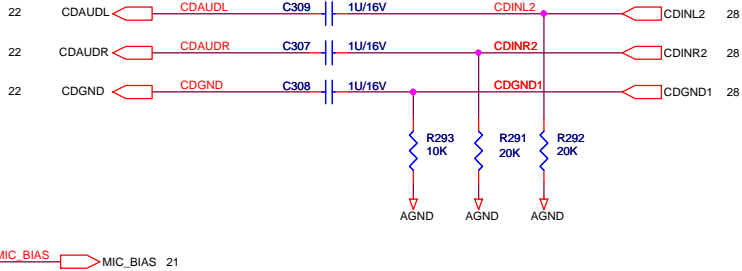 22 CDAUDL CDAUDL C309 1U/16V CDINL2 CDINL2 28
22 CDAUDR CDAUDR C307 1U/16V CDINR2 CDINR2 28
22 CDGND CDGND C308 1U/16V CDGND1 CDGND1 28
R293 R291 R292
10K 20K 20K
AGND AGND AGND
MIC_BIAS MIC_BIAS 21